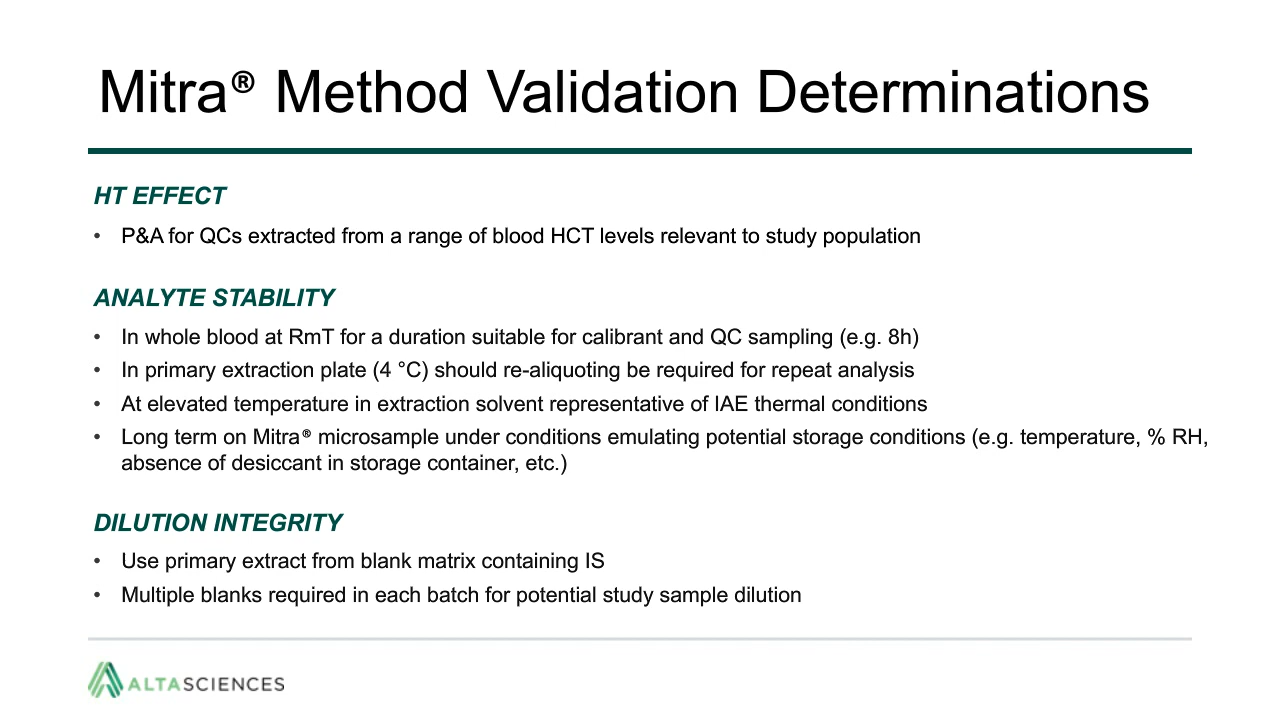 Mitra® Method Validation Determinations
HT EFFECT
• P&A for QCs extracted from a range of blood HCT levels relevant to study population
ANALYTE STABILITY
• In whole blood at RmT for a duration suitable for calibrant and QC sampling (e.g. 8h)
• In primary extraction plate (4 °C) should re-aliquoting be required for repeat analysis
• At elevated temperature in extraction solvent representative of IAE thermal conditions
• Long term on Mitra® microsample under conditions emulating potential storage conditions (e.g. temperature, % RH,
absence of desiccant in storage container, etc.)
DILUTION INTEGRITY
• Use primary extract from blank matrix containing IS
• Multiple blanks required in each batch for potential study sample dilution
ALTASCIENCES